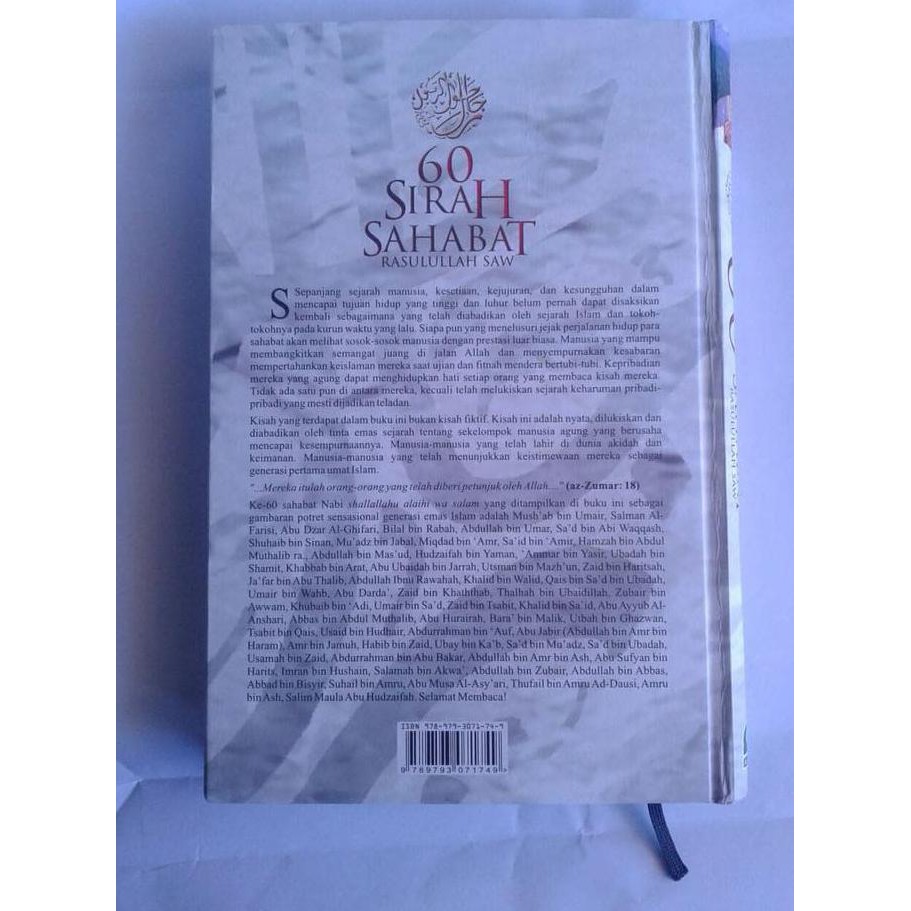 60
SIRAH
SAHABAT
RASULULLAH SAW
S Sepanjang sejarah manusia, kesetiaan, kejujuran, dan kesungguhan dalam
mencapai tujuan hidup yang tinggi dan luhur belum pernah dapat disaksikan
kembali sebagaimana yang telah diabadikan oleh sejarah Islam dan tokoh-
tokohnya pada kurun waktu yang lalu. Siapa pun yang menelusuri jejak perjalanan hidup para
sahabat akan melihat sosok-sosok manusia dengan prestasi luar biasa. Manusia yang mampu
membangkitkan semangat juang di jalan Allah dan menyempurnakan kesabaran
mempertahankan keislaman mereka saat ujian dan fitnah mendera bertubi-tubi. Kepribadian
mereka yang agung dapat menghidupkan hati setiap orang yang membaca kisah mereka.
Tidak ada satu pun di antara mereka, kecuali telah melukiskan sejarah keharuman pribadi-
pribadi yang mesti dijadikan teladan.
Kisah yang terdapat dalam buku ini bukan kisah fiktif. Kisah ini adalah nyata, dilukiskan dan
diabadikan oleh tinta emas sejarah tentang sekelompok manusia agung yang berusaha
mencapai kesempurnaannya. Manusia-manusia yang telah lahir di dunia akidah dan
keimanan. Manusia-manusia yang telah menunjukkan keistimewaan mereka sebagai
generasi pertama umat Islam.
"...Mereka itulah orang-orang yang telah diberi petunjuk oleh Allah...." (az-Zumar: 18)
Ke-60 sahabat Nabi shallallahu alaihi wa salam yang ditampilkan di buku ini sebagai
gambaran potret sensasional generasi emas Islam adalah Mush'ab bin Umair, Salman Al-
Farisi, Abu Dzar Al-Ghifari, Bilal bin Rabah, Abdullah bin Umar, Sa'd bin Abi Waqqash,
Shuhaib bin Sinan, Mu'adz bin Jabal, Miqdad bin 'Amr, Sa'id bin 'Amir, Hamzah bin Abdul
Muthalib ra., Abdullah bin Mas'ud, Hudzaifah bin Yaman, 'Ammar bin Yasir, Ubadah bin
Shamit, Khabbab bin Arat, Abu Ubaidah bin Jarrah, Utsman bin Mazh'un, Zaid bin Haritsah,
Ja'far bin Abu Thalib, Abdullah Ibnu Rawahah, Khalid bin Walid, Qais bin Sa'd bin Ubadah,
Umair bin Wahb, Abu Darda', Zaid bin Khaththab, Thalhah bin Ubaidillah, Zubair bin
Awwam, Khubaib bin 'Adi, Umair bin Sa'd, Zaid bin Tsabit, Khalid bin Sa'id, Abu Ayyub Al-
Anshari, Abbas bin Abdul Muthalib, Abu Hurairah, Bara' bin Malik, Utbah bin Ghazwan,
Tsabit bin Qais, Usaid bin Hudhair, Abdurrahman bin 'Auf, Abu Jabir (Abdullah bin Amr bin
Haram), Amr bin Jamuh, Habib bin Zaid, Ubay bin Ka'b, Sa'd bin Mu'adz, Sa'd bin Ubadah,
Usamah bin Zaid, Abdurrahman bin Abu Bakar, Abdullah bin Amr bin Ash, Abu Sufyan bin
Harits, Imran bin Hushain, Salamah bin Akwa', Abdullah bin Zubair, Abdullah bin Abbas,
Abbad bin Bisyir, Suhail bin Amru, Abu Musa Al-Asy'ari, Thufail bin Amru Ad-Dausi, Amru
bin Ash, Salim Maula Abu Hudzaifah. Selamat Membaca!
ISBN 978-979-3071-74-9
9 789793 071749
RASULULLAH SAW